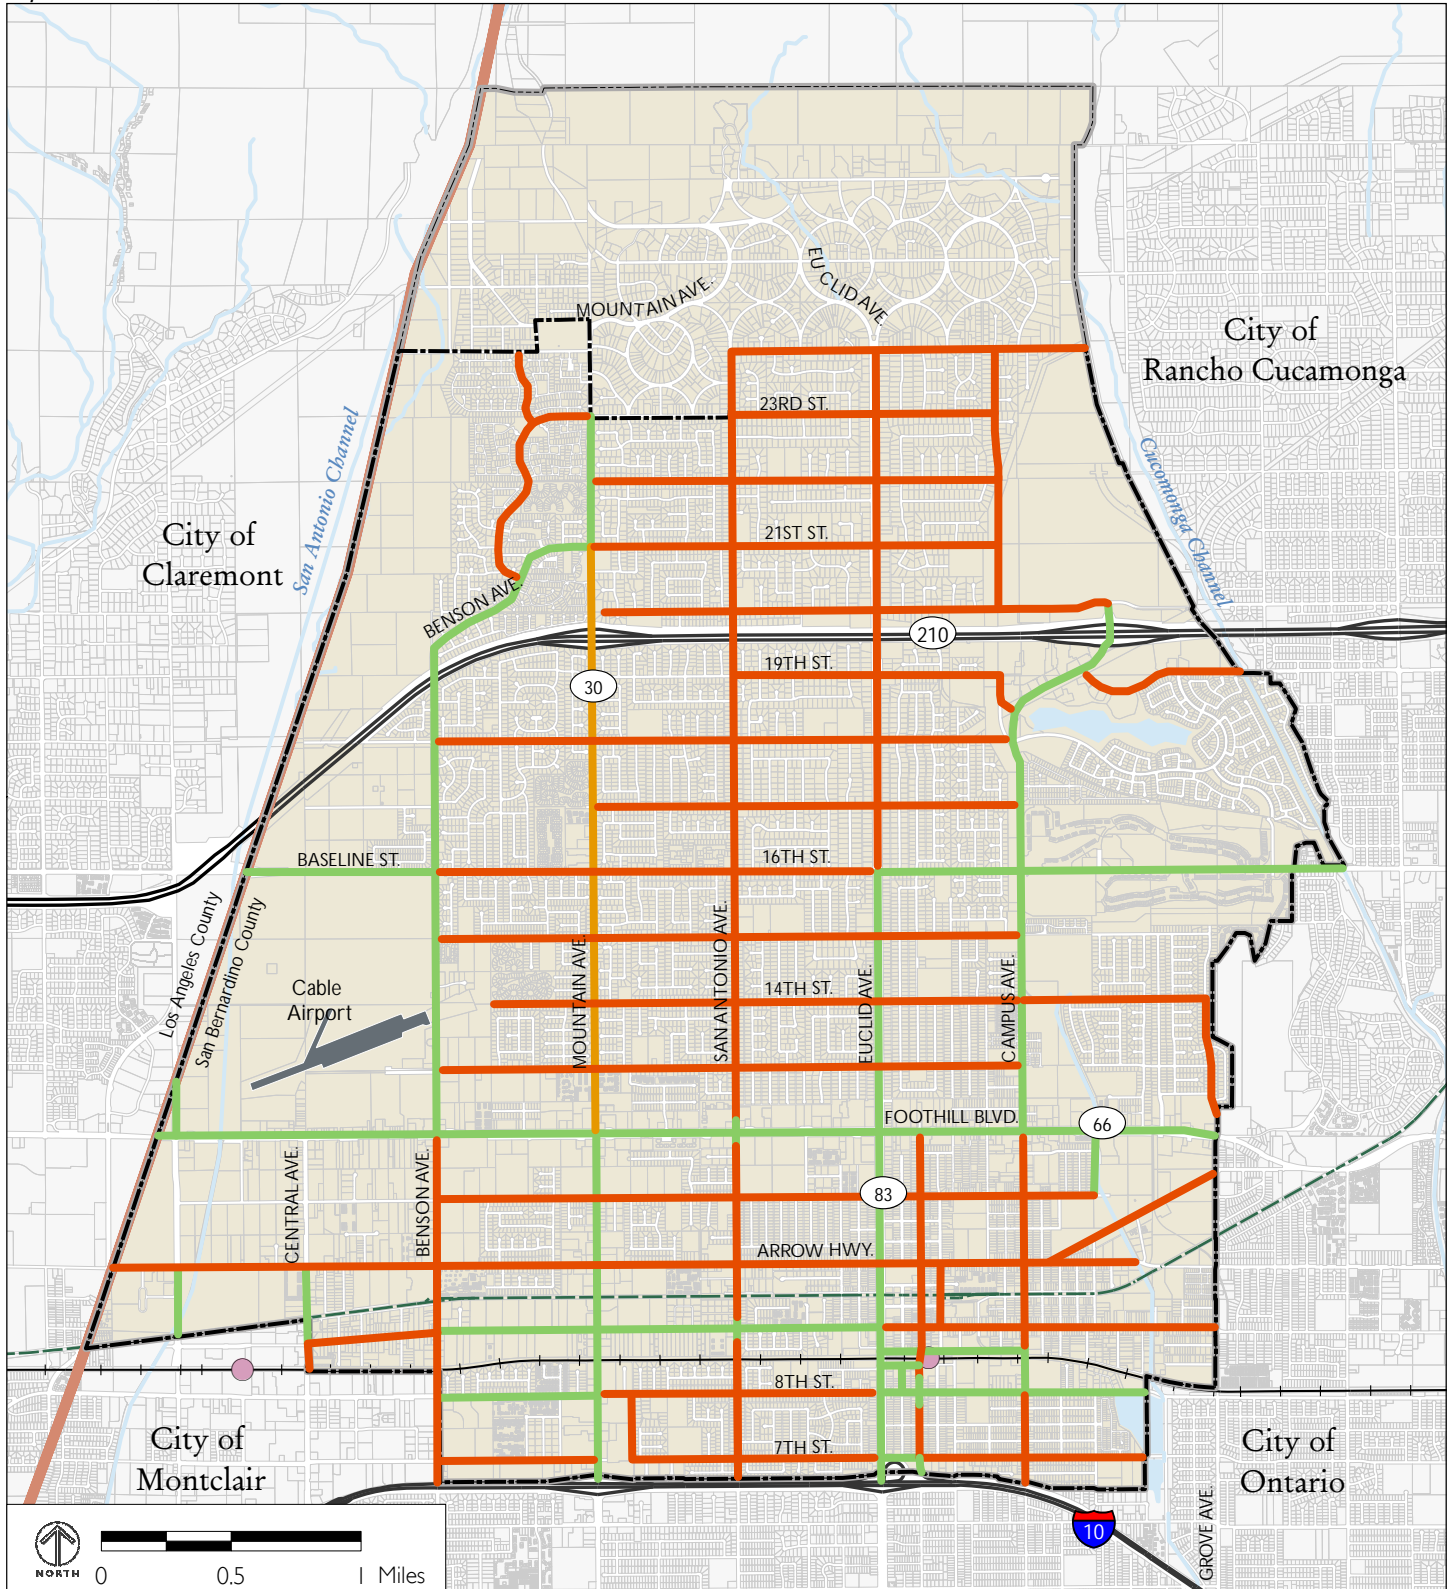 EUCLID AVE.
MOUNTAIN AVE.
City of
Rancho Cucamonga
23RD ST.
San Antonio Channel
Cucomonga Channel
City of
Claremont
21ST ST.
BENSON AVE.
210
19TH ST.
30
BASELINE ST.
16TH ST.
Los Angeles County
San Bernardino County
MOUNTAIN AVE.
SAN ANTONIO AVE.
EUCLID AVE.
CAMPUS AVE.
14TH ST.
Cable
Airport
FOOTHILL BLVD.
66
CENTRAL AVE.
BENSON AVE.
83
ARROW HWY.
8TH ST.
7TH ST.
City of
Montclair
City of
Ontario
GROVE AVE.
10
NORTH
0 0.5 1 Miles